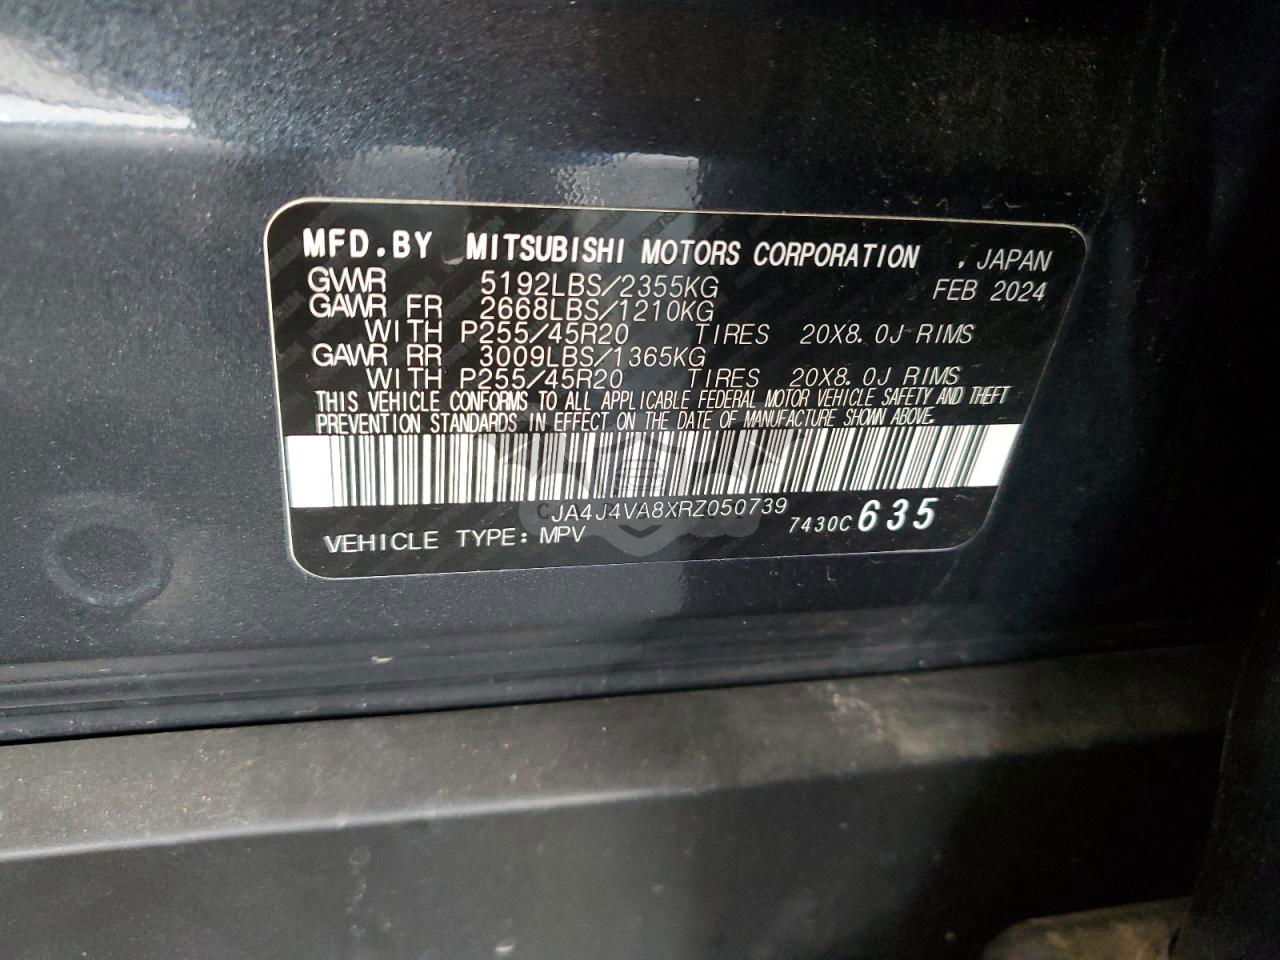 MFD.BY MITSUBISHI MOTORS CORPORATION , JAPAN
GVWR 5192LBS/2355KG FEB 2024
GAWR FR 2668LBS/1210KG
WITH P255/45R20 TIRES 20X8.0J RIMS
GAWR RR 3009LBS/1365KG
WITH P255/45R20 TIRES 20X8.0J RIMS
THIS VEHICLE CONFORMS TO ALL APPLICABLE FEDERAL MOTOR VEHICLE SAFETY AND THEFT
PREVENTION STANDARDS IN EFFECT ON THE DATE OF MANUFACTURE SHOWN ABOVE.
JA4J4VA8XRZ050739
7430C 635
VEHICLE TYPE: MPV